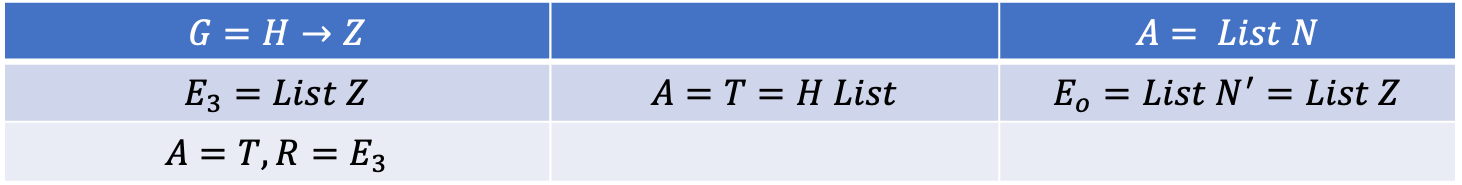 G = H → Z
A = List N
E₃ = List Z
A = T = H List
Eₒ = List N′ = List Z
A = T, R = E₃